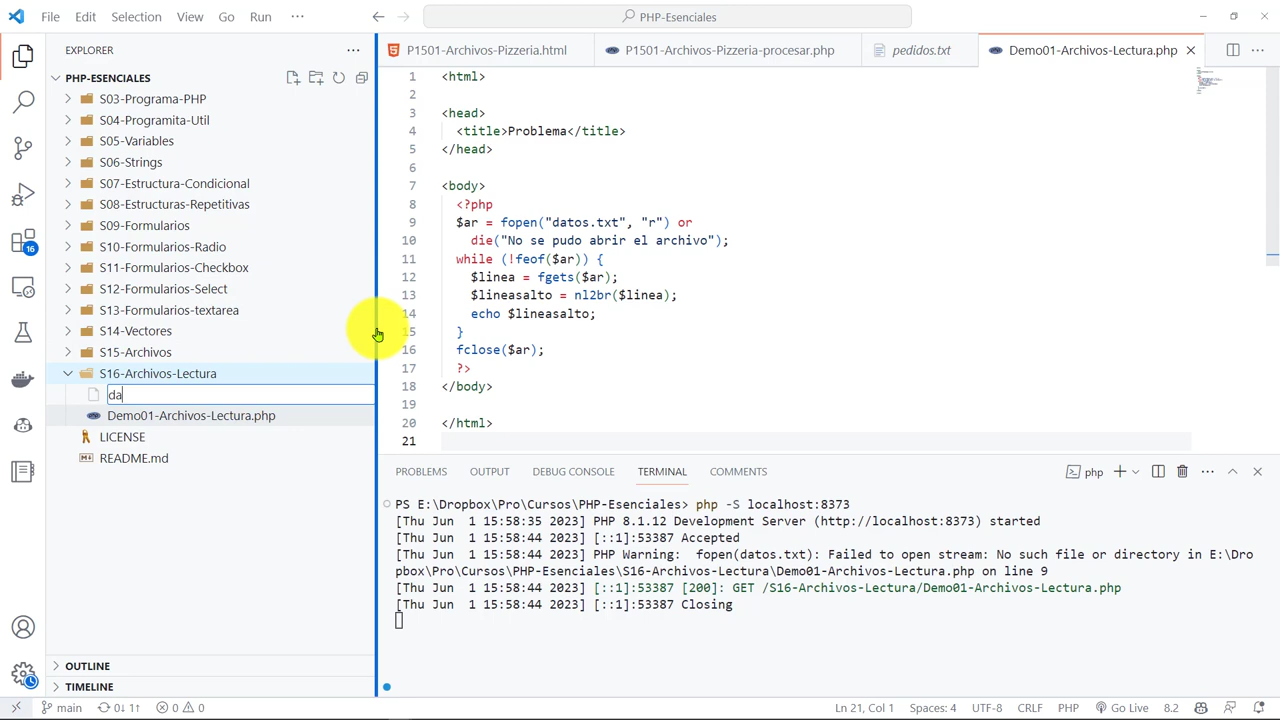 File Edit Selection View Go Run ··· PHP-Esenciales
EXPLORER ···
PHP-ESENCIALES
S03-Programa-PHP
S04-Programita-Util
S05-Variables
S06-Strings
S07-Estructura-Condicional
S08-Estructuras-Repetitivas
S09-Formularios
S10-Formularios-Radio
S11-Formularios-Checkbox
S12-Formularios-Select
S13-Formularios-textarea
S14-Vectores
S15-Archivos
S16-Archivos-Lectura
da
Demo01-Archivos-Lectura.php
LICENSE
README.md
OUTLINE
TIMELINE
16
P1501-Archivos-Pizzeria.html P1501-Archivos-Pizzeria-procesar.php pedidos.txt Demo01-Archivos-Lectura.php
1 <html>
2
3 <head>
4 <title>Problema</title>
5 </head>
6
7 <body>
8 <?php
9 $ar = fopen("datos.txt", "r") or
10 die("No se pudo abrir el archivo");
11 while (!feof($ar)) {
12 $linea = fgets($ar);
13 $lineasalto = nl2br($linea);
14 echo $lineasalto;
15 }
16 fclose($ar);
17 ?>
18 </body>
19
20 </html>
21
PROBLEMS OUTPUT DEBUG CONSOLE TERMINAL COMMENTS php
PS E:\Dropbox\Pro\Cursos\PHP-Esenciales> php -S localhost:8373
[Thu Jun 1 15:58:35 2023] PHP 8.1.12 Development Server (http://localhost:8373) started
[Thu Jun 1 15:58:44 2023] [::1]:53387 Accepted
[Thu Jun 1 15:58:44 2023] PHP Warning: fopen(datos.txt): Failed to open stream: No such file or directory in E:\Dro
pbox\Pro\Cursos\PHP-Esenciales\S16-Archivos-Lectura\Demo01-Archivos-Lectura.php on line 9
[Thu Jun 1 15:58:44 2023] [::1]:53387 [200]: GET /S16-Archivos-Lectura/Demo01-Archivos-Lectura.php
[Thu Jun 1 15:58:44 2023] [::1]:53387 Closing
main 0↓ 1↑ 0 0 Ln 21, Col 1 Spaces: 4 UTF-8 CRLF PHP Go Live 8.2